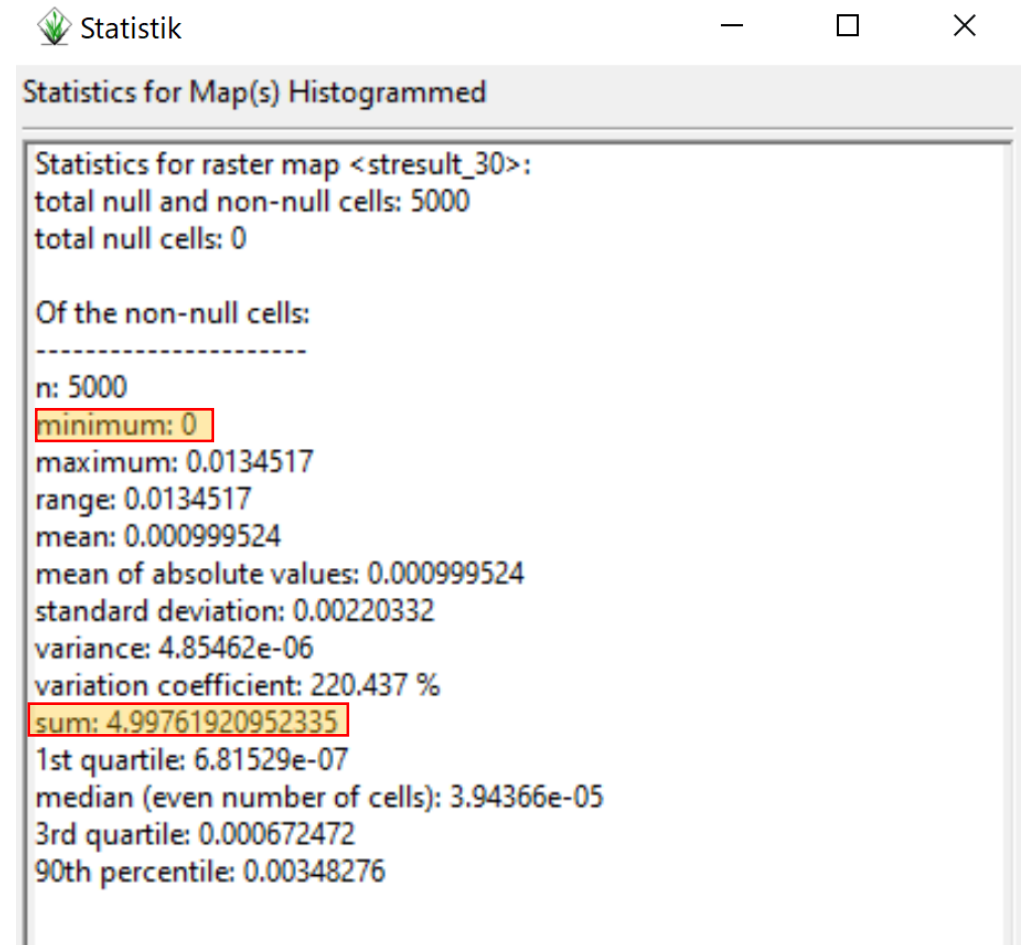 Statistik
Statistics for Map(s) Histogrammed
Statistics for raster map <stresult_30>:
total null and non-null cells: 5000
total null cells: 0
Of the non-null cells:
----------------------
n: 5000
minimum: 0
maximum: 0.0134517
range: 0.0134517
mean: 0.000999524
mean of absolute values: 0.000999524
standard deviation: 0.00220332
variance: 4.85462e-06
variation coefficient: 220.437 %
sum: 4.99761920952335
1st quartile: 6.81529e-07
median (even number of cells): 3.94366e-05
3rd quartile: 0.000672472
90th percentile: 0.00348276